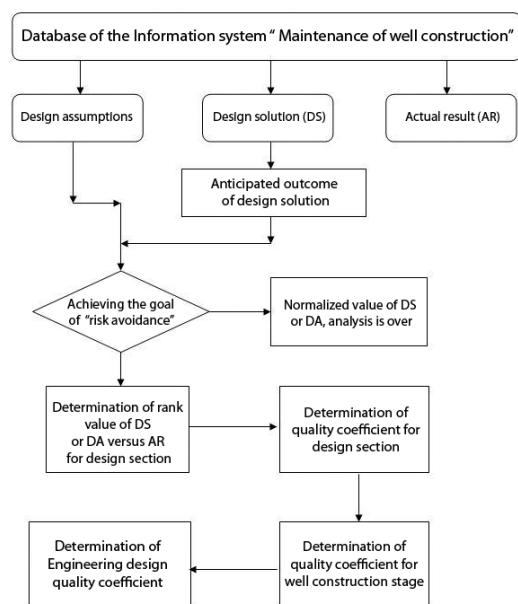 Database of the Information system “ Maintenance of well construction”
Design assumptions
Design solution (DS)
Actual result (AR)
Anticipated outcome
of design solution
Achieving the goal
of “risk avoidance”
Normalized value of DS
or DA, analysis is over
Determination of rank
value of DS
or DA versus AR
for design section
Determination of
quality coefficient for
design section
Determination of
Engineering design
quality coefficient
Determination of
quality coefficient for
well construction stage